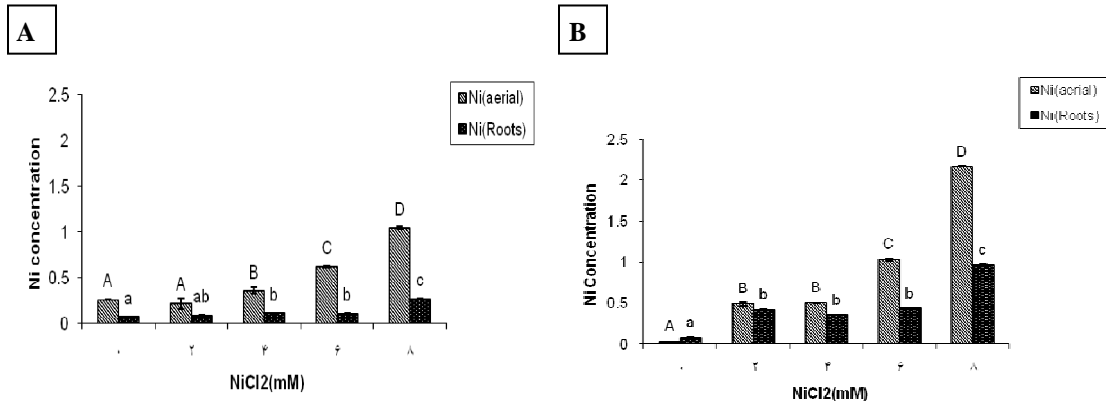 A
Ni(aerial)
Ni(Roots)
Ni concentration
2.5
2
1.5
1
0.5
0
A a
A ab
B b
C b
D c
۰ ۲ ۴ ۶ ۸
NiCl2(mM)
B
Ni(aerial)
Ni(Roots)
Ni Concentration
2.5
2
1.5
1
0.5
0
A a
B b
B b
C b
D c
۰ ۲ ۴ ۶ ۸
NiCl2(mM)